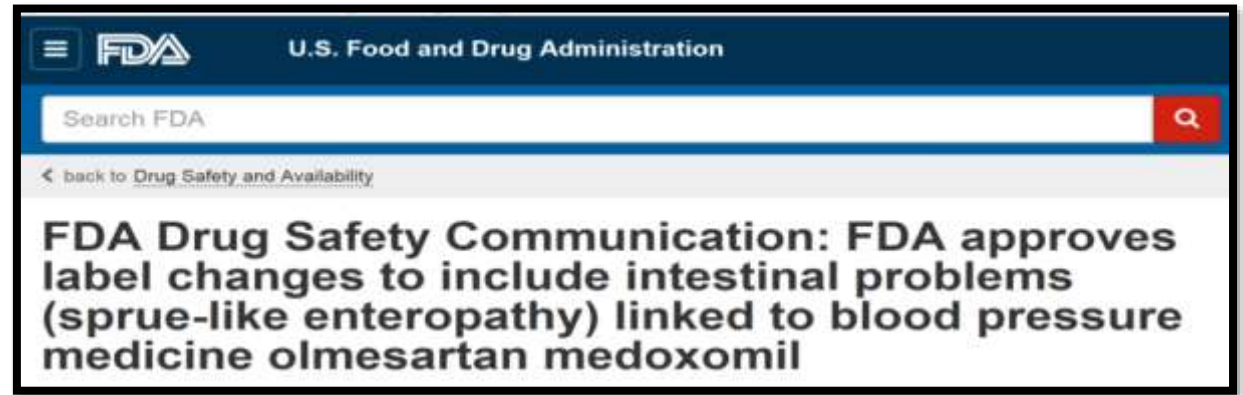 FDA
U.S. Food and Drug Administration
Search FDA
back to Drug Safety and Availability
FDA Drug Safety Communication: FDA approves
label changes to include intestinal problems
(sprue-like enteropathy) linked to blood pressure
medicine olmesartan medoxomil